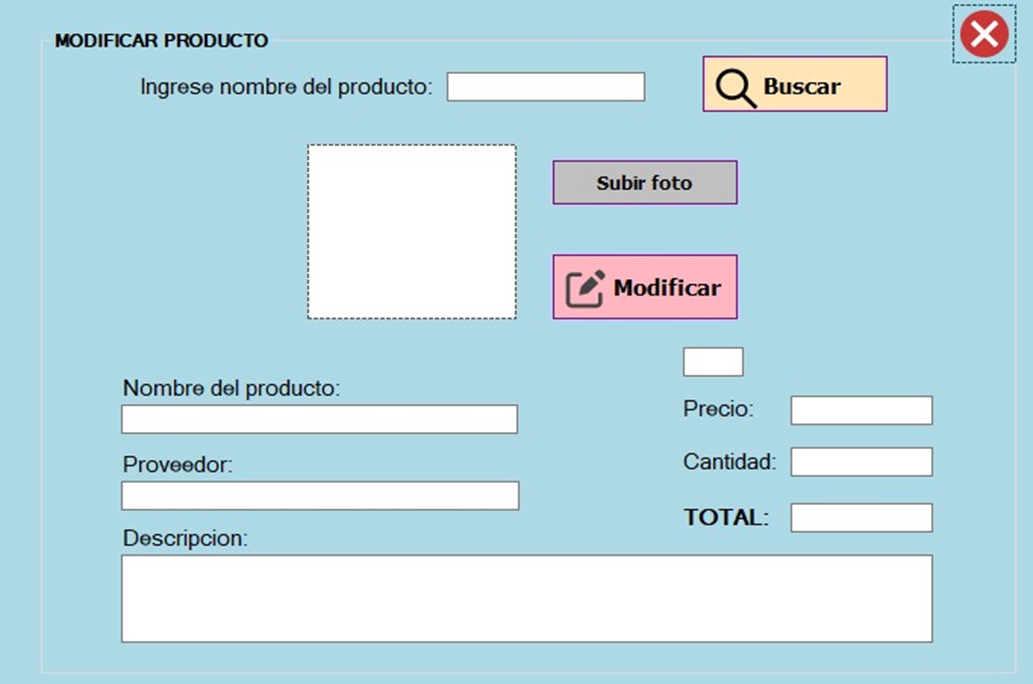 MODIFICAR PRODUCTO
Ingrese nombre del producto:
Buscar
Subir foto
Modificar
Nombre del producto:
Precio:
Proveedor:
Cantidad:
TOTAL:
Descripcion: